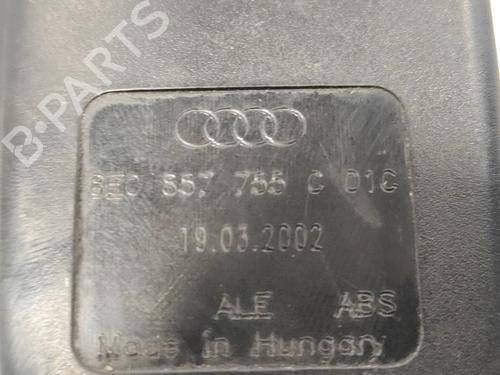 B-PARTS
8E0 857 755 C 01C
19.03.2002
ALE ABS
Made in Hungary